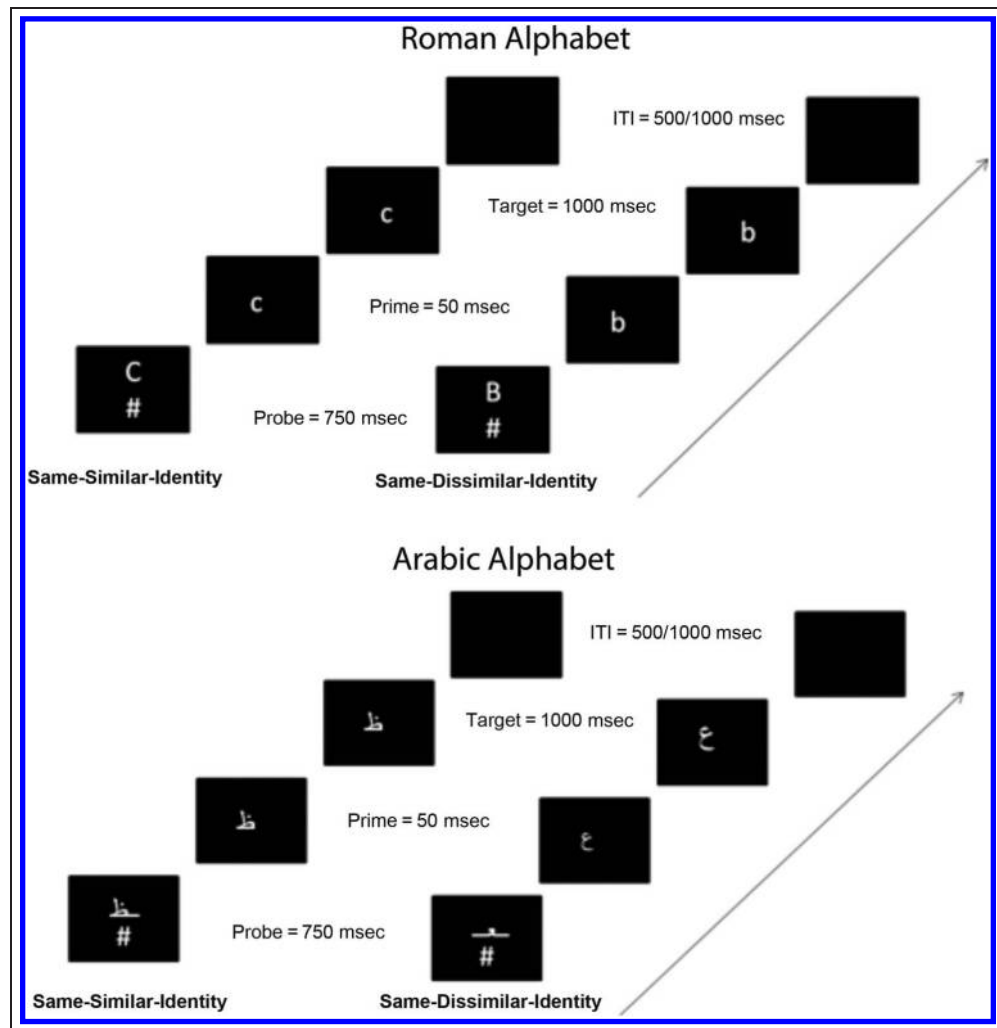 Roman Alphabet
ITI = 500/1000 msec
c
Target = 1000 msec
b
c
Prime = 50 msec
b
C
#
Probe = 750 msec
B
#
Same-Similar-Identity
Same-Dissimilar-Identity
Arabic Alphabet
ITI = 500/1000 msec
ظ
Target = 1000 msec
ع
ظ
Prime = 50 msec
ع
ـظـ
#
Probe = 750 msec
ـعـ
#
Same-Similar-Identity
Same-Dissimilar-Identity